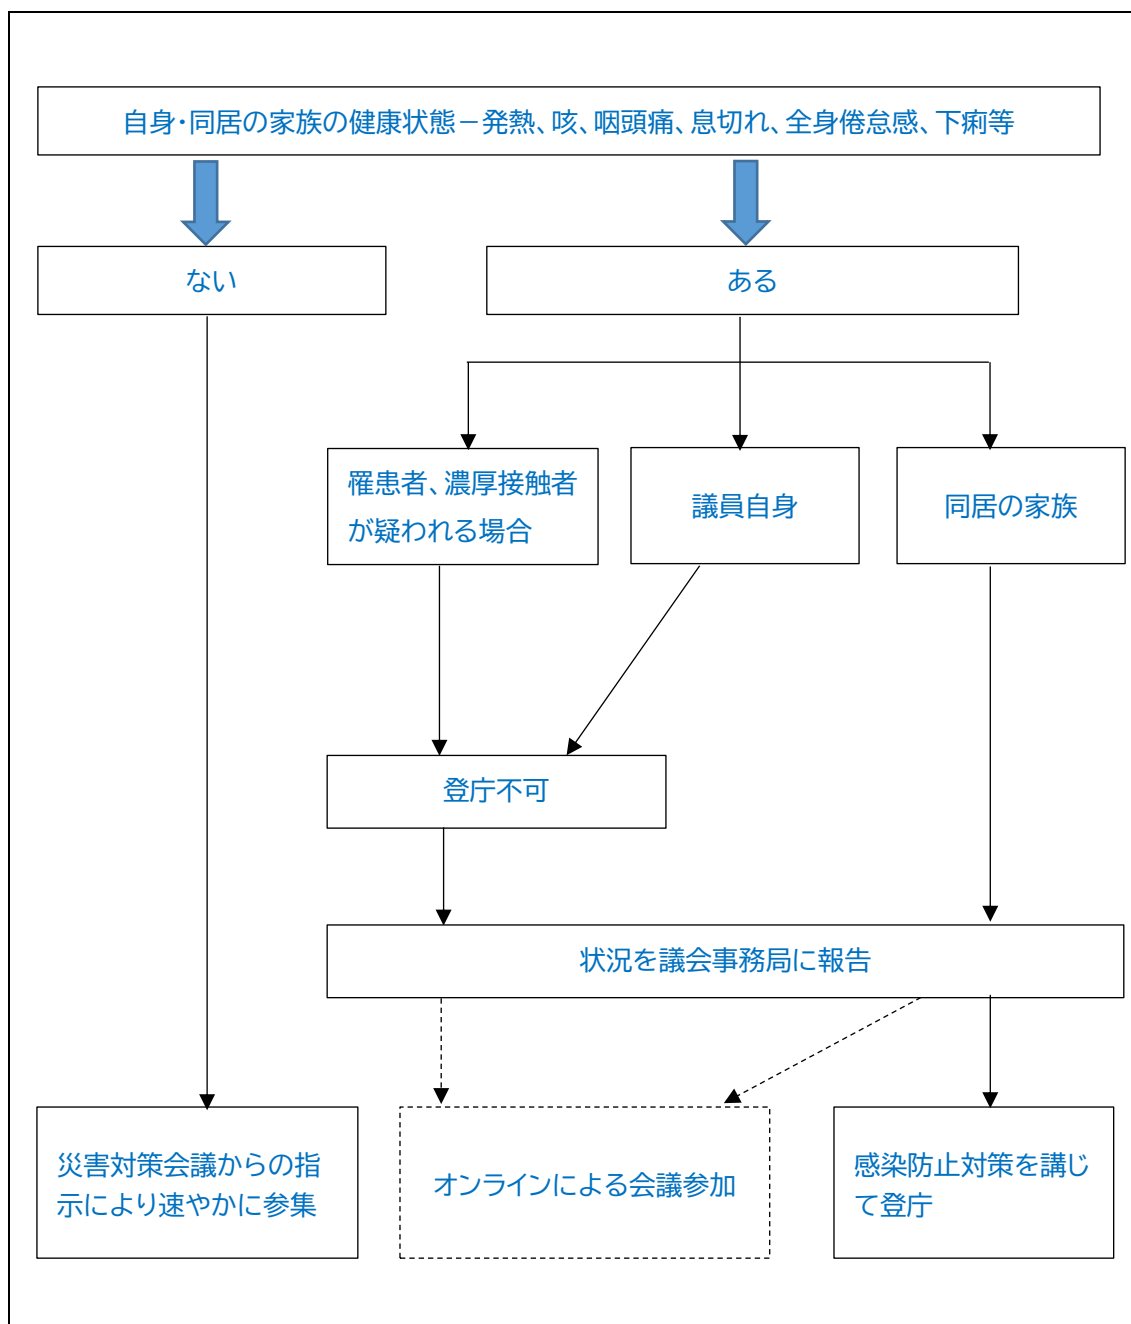 自身・同居の家族の健康状態－発熱、咳、咽頭痛、息切れ、全身倦怠感、下痢等
ない
ある
罹患者、濃厚接触者
が疑われる場合
議員自身
同居の家族
登庁不可
状況を議会事務局に報告
災害対策会議からの指
示により速やかに参集
オンラインによる会議参加
感染防止対策を講じ
て登庁